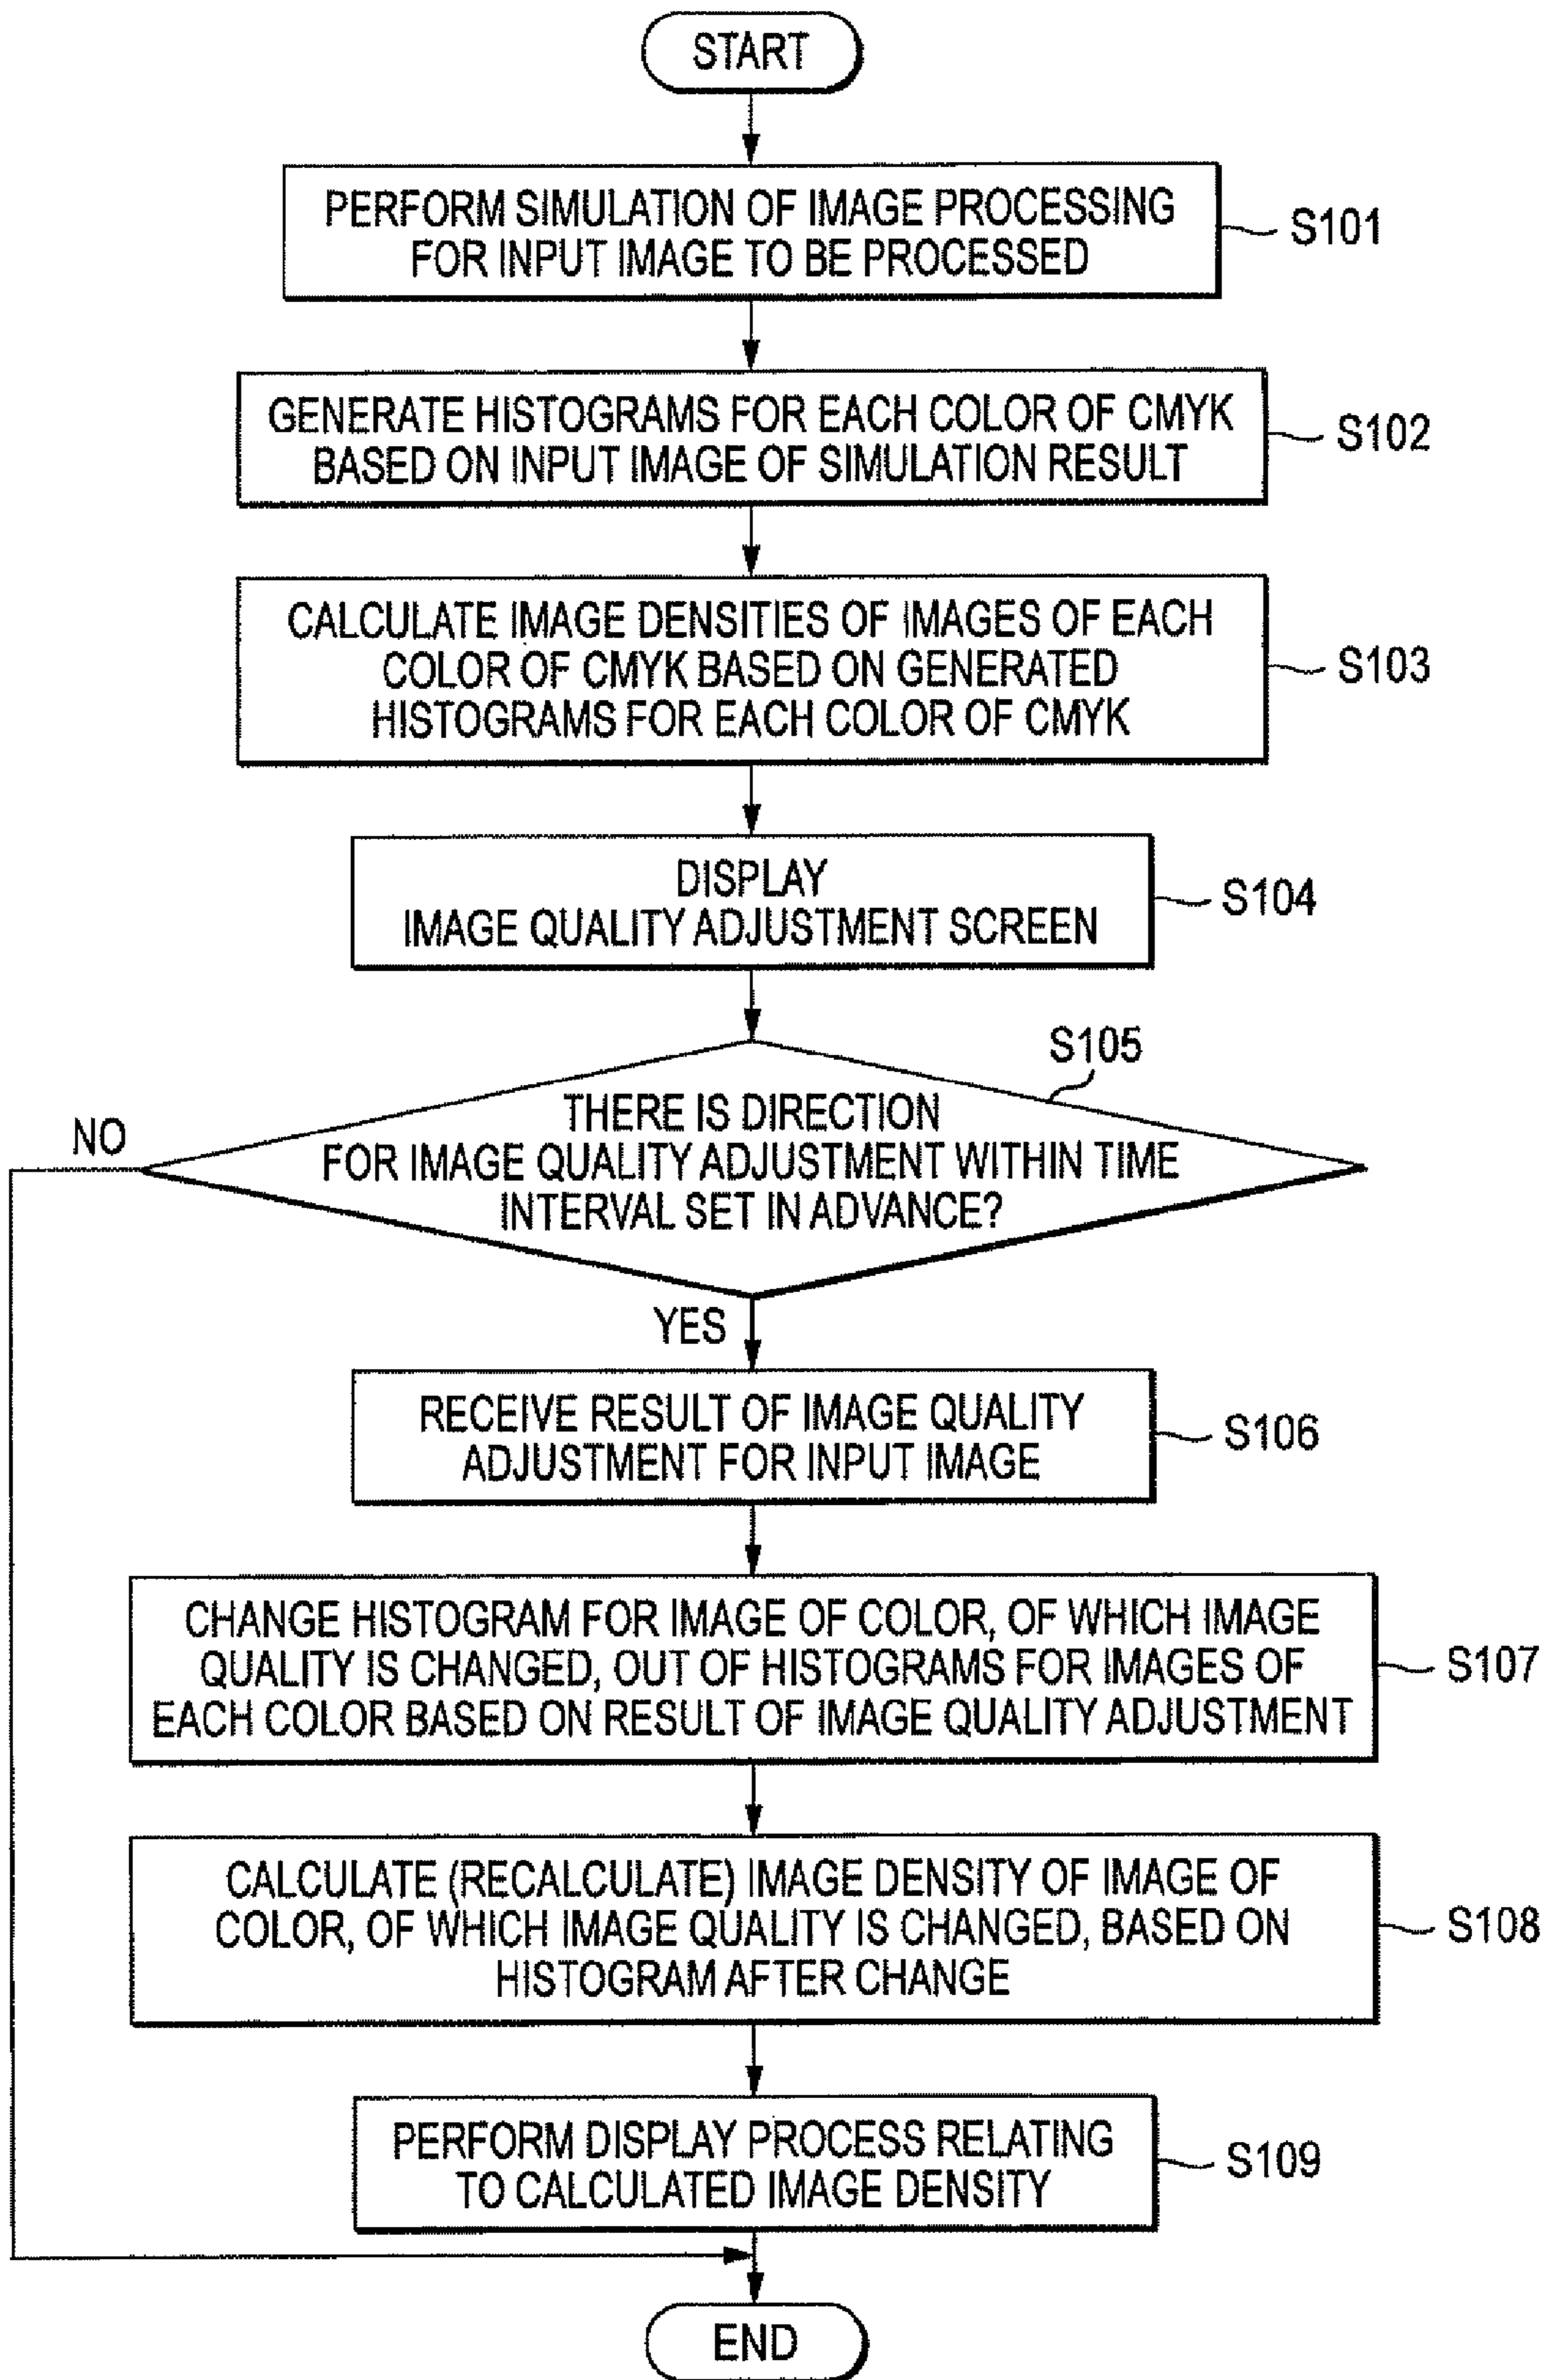 START
PERFORM SIMULATION OF IMAGE PROCESSING
FOR INPUT IMAGE TO BE PROCESSED
S101
GENERATE HISTOGRAMS FOR EACH COLOR OF CMYK
BASED ON INPUT IMAGE OF SIMULATION RESULT
S102
CALCULATE IMAGE DENSITIES OF IMAGES OF EACH
COLOR OF CMYK BASED ON GENERATED
HISTOGRAMS FOR EACH COLOR OF CMYK
S103
DISPLAY
IMAGE QUALITY ADJUSTMENT SCREEN
S104
S105
THERE IS DIRECTION
FOR IMAGE QUALITY ADJUSTMENT WITHIN TIME
INTERVAL SET IN ADVANCE?
NO
YES
RECEIVE RESULT OF IMAGE QUALITY
ADJUSTMENT FOR INPUT IMAGE
S106
CHANGE HISTOGRAM FOR IMAGE OF COLOR, OF WHICH IMAGE
QUALITY IS CHANGED, OUT OF HISTOGRAMS FOR IMAGES OF
EACH COLOR BASED ON RESULT OF IMAGE QUALITY ADJUSTMENT
S107
CALCULATE (RECALCULATE) IMAGE DENSITY OF IMAGE OF
COLOR, OF WHICH IMAGE QUALITY IS CHANGED, BASED ON
HISTOGRAM AFTER CHANGE
S108
PERFORM DISPLAY PROCESS RELATING
TO CALCULATED IMAGE DENSITY
S109
END